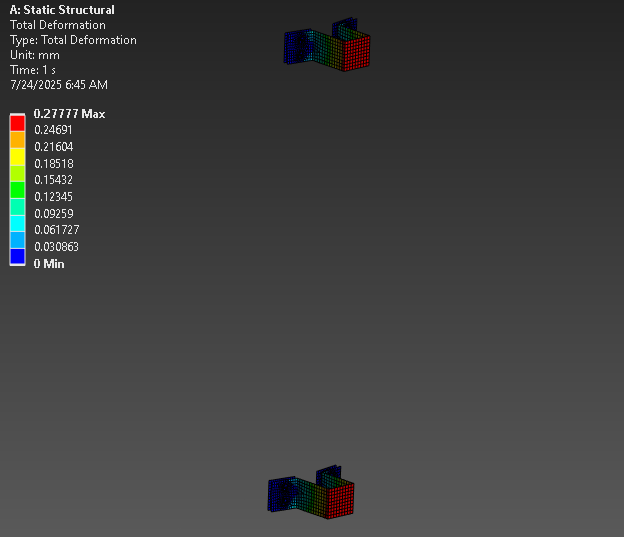 A: Static Structural
Total Deformation
Type: Total Deformation
Unit: mm
Time: 1 s
7/24/2025 6:45 AM
0.27777 Max
0.24691
0.21604
0.18518
0.15432
0.12345
0.09259
0.061727
0.030863
0 Min